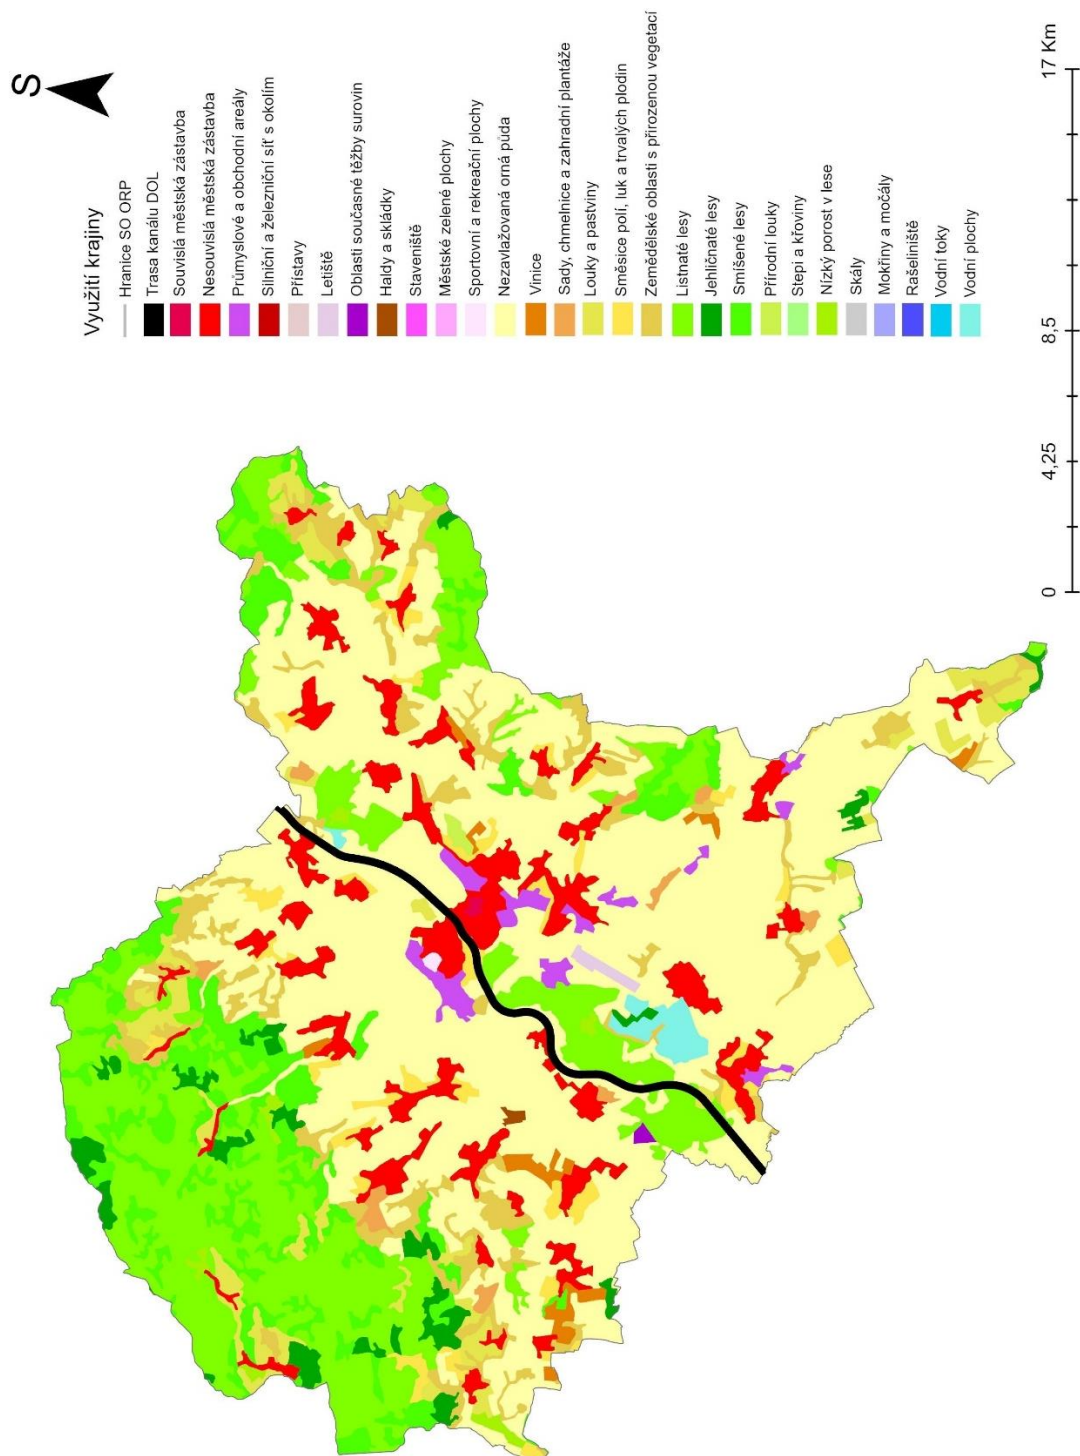 S
Využití krajiny
Hranice SO ORP
Trasa kanálu DOL
Souvislá městská zástavba
Nesouvislá městská zástavba
Průmyslové a obchodní areály
Silniční a železniční síť s okolím
Přístavy
Letiště
Oblasti současné těžby surovin
Haldy a skládky
Staveniště
Městské zelené plochy
Sportovní a rekreační plochy
Nezavlažovaná orná půda
Vinice
Sady, chmelnice a zahradní plantáže
Louky a pastviny
Směsice polí, luk a trvalých plodin
Zemědělské oblasti s přirozenou vegetací
Listnaté lesy
Jehličnaté lesy
Smíšené lesy
Přírodní louky
Stepi a křoviny
Nízký porost v lese
Skály
Mokřiny a močály
Rašeliniště
Vodní toky
Vodní plochy
0 4,25 8,5 17 Km